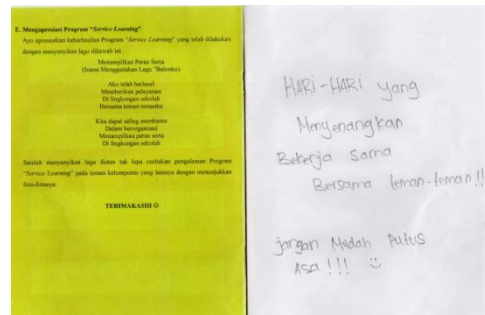 E. Mengapresiasi Program "Service Learning"
Ayo apresiasikan keberhasilan Program "Service Learning" yang telah dilakukan
dengan menyanyikan lagu dibawah ini :
Menampilkan Peran Serta
(Irama Menggunakan Lagu "Balonku)
Aku telah berhasil
Memberikan pelayanan
Di lingkungan sekolah
Bersama teman-temanku
Kita dapat saling membantu
Dalam berorganisasi
Menampilkan peran serta
Di lingkungan sekolah
Setelah menyanyikan lagu diatas tak lupa ceritakan pengalaman Program
"Service Learning" pada teman kelompomu yang lainnya dengan menunjukkan
foto-fotonya.
TERIMAKASIH ☺
HARI-HARI yang
Menyenangkan
Bekerja Sama
Bersama teman-teman!!
jangan Mudah Putus
Asa!!! ☺